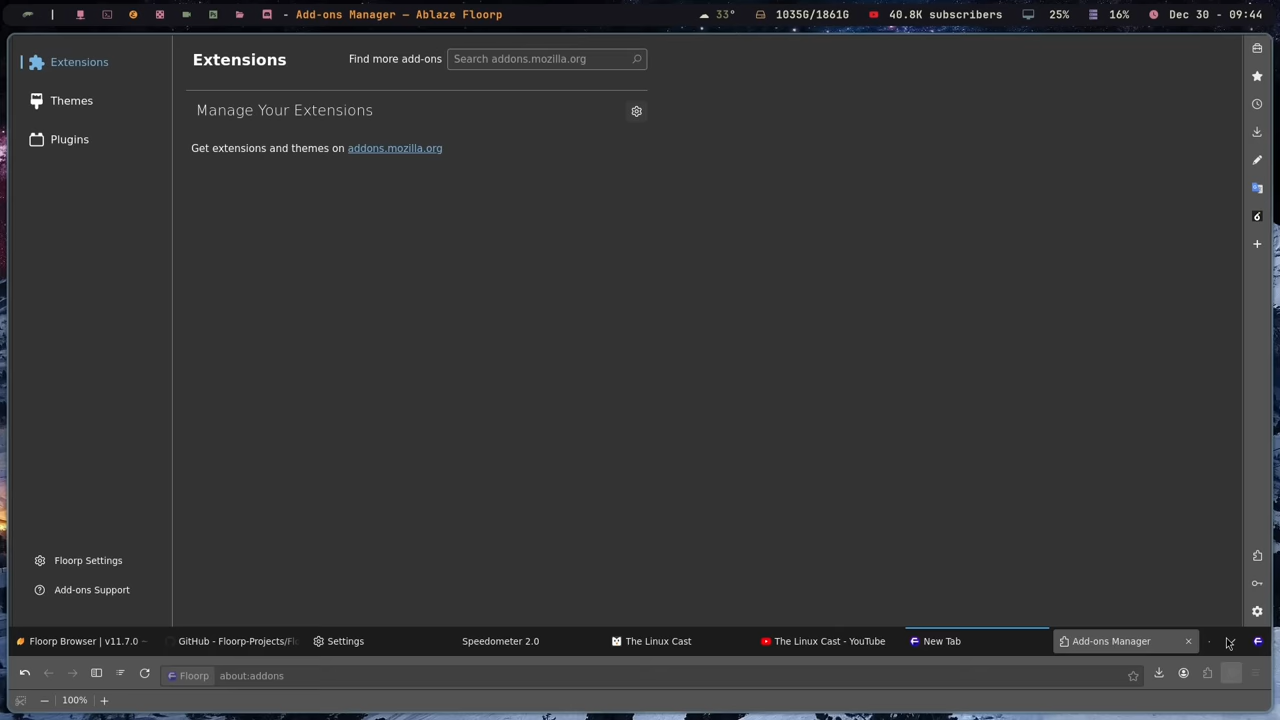 | - Add-ons Manager — Ablaze Floorp 33° 1035G/1861G 40.8K subscribers 25% 16% Dec 30 - 09:44
Extensions
Themes
Plugins
Extensions
Find more add-ons Search addons.mozilla.org
Manage Your Extensions
Get extensions and themes on addons.mozilla.org
Floorp Settings
Add-ons Support
Floorp Browser | v11.7.0 GitHub - Floorp-Projects/Fl Settings Speedometer 2.0 The Linux Cast The Linux Cast - YouTube New Tab Add-ons Manager
Floorp about:addons
100%